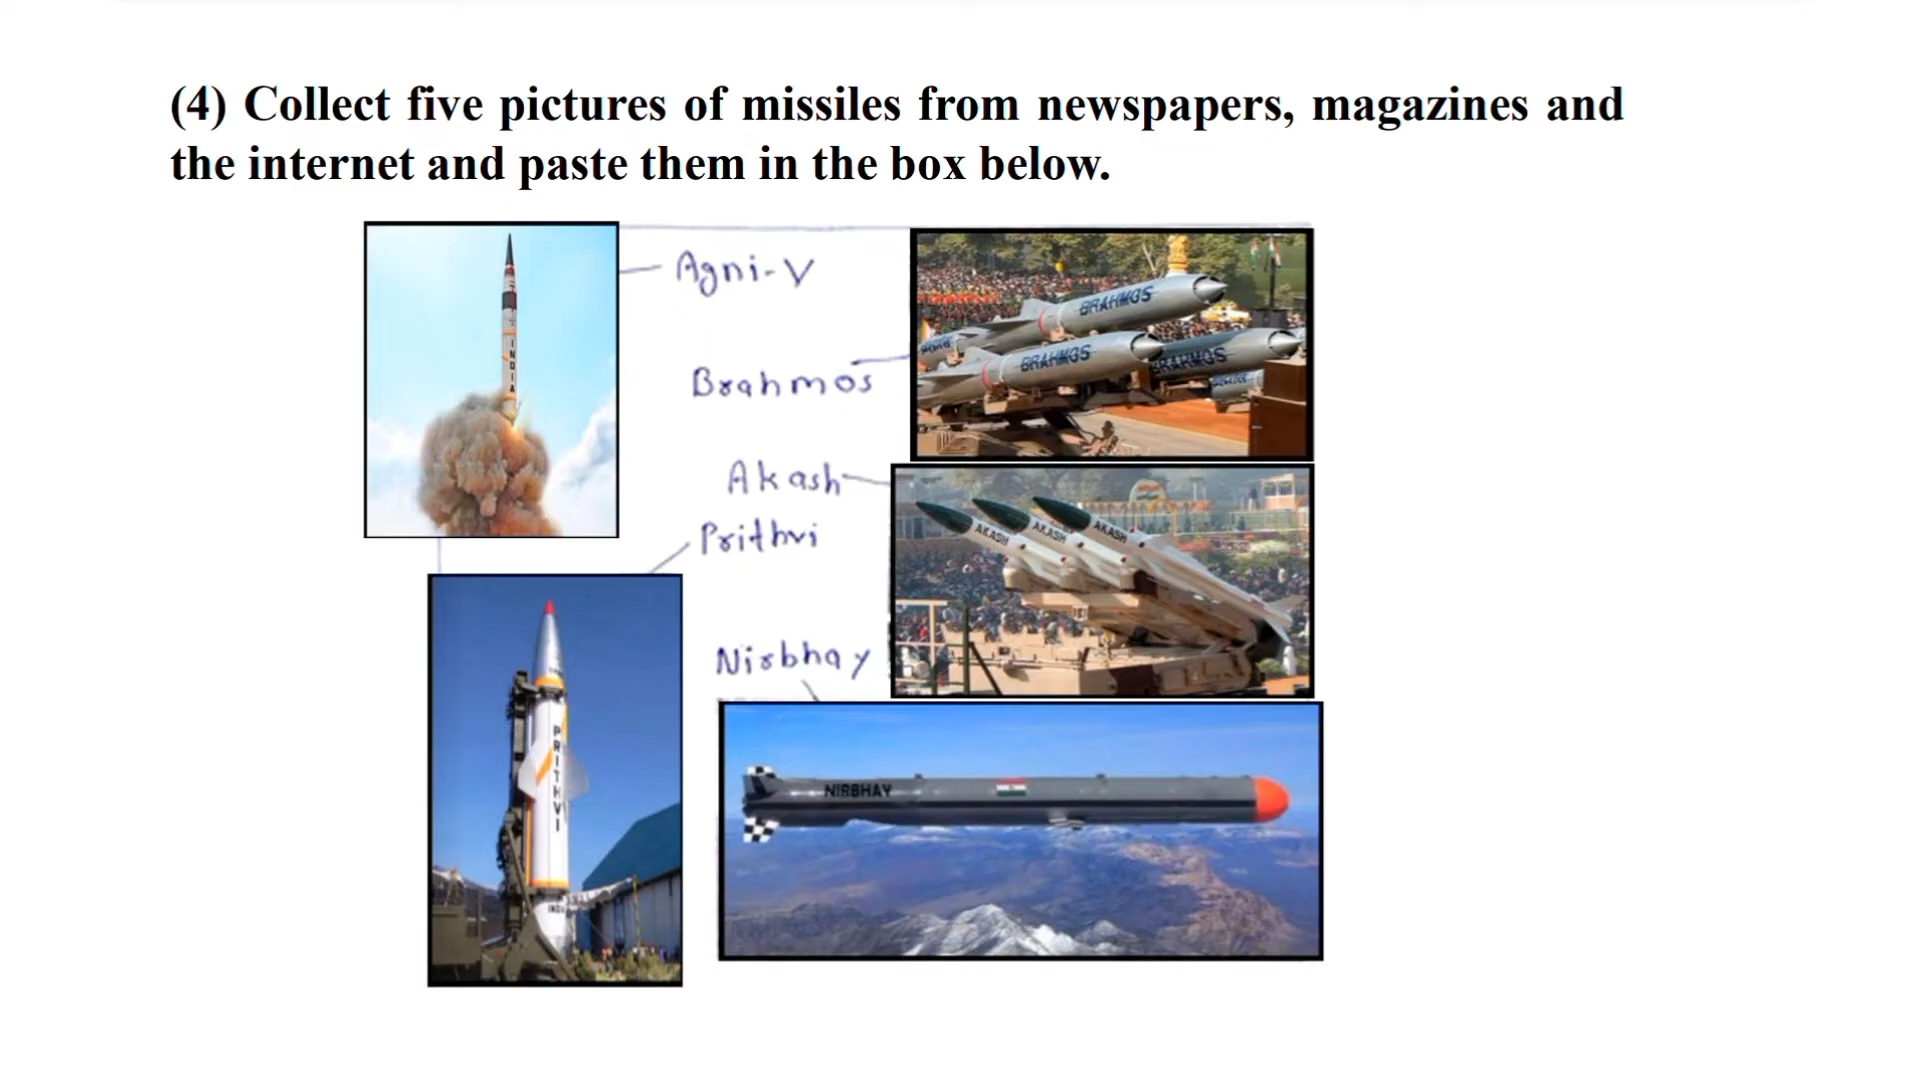 (4) Collect five pictures of missiles from newspapers, magazines and
the internet and paste them in the box below.
Agni-V
INDIA
Brahmos
BRAHMOS
BRAHMOS
BRAHMOS
Akash
AKASH
AKASH
AKASH
Prithvi
PRITHVI
Nirbhay
NIRBHAY